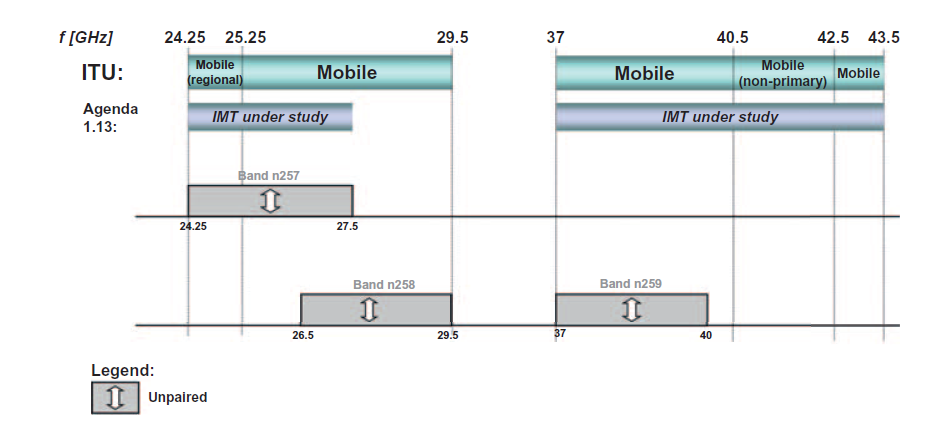 f [GHz] 24.25 25.25 29.5 37 40.5 42.5 43.5
ITU: Mobile (regional) Mobile Mobile Mobile (non-primary) Mobile
Agenda 1.13: IMT under study IMT under study
Band n257
24.25 27.5
Band n258 Band n259
26.5 29.5 37 40
Legend:
Unpaired